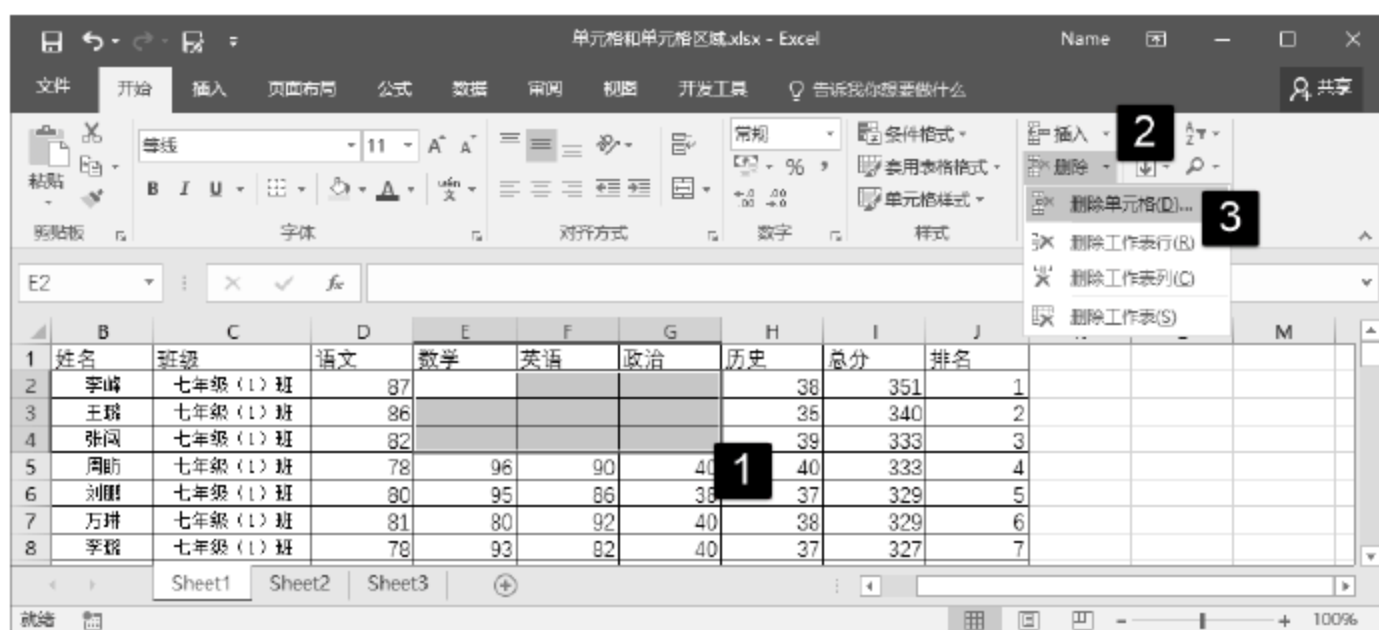 单元格和单元格区域.xlsx - Excel Name
文件 开始 插入 页面布局 公式 数据 审阅 视图 开发工具 告诉我你想要做什么 共享
等线 11 A A 常规 条件格式 插入 2
粘贴 B I U A wén 文 % 套用表格格式 删除
单元格样式 删除单元格(D)... 3
剪贴板 字体 对齐方式 数字 样式 删除工作表行(R)
E2 fx 删除工作表列(C)
删除工作表(S)
B C D E F G H I J M
1 姓名 班级 语文 数学 英语 政治 历史 总分 排名
2 李峰 七年级（1）班 87 38 351 1
3 王璐 七年级（1）班 86 35 340 2
4 张闯 七年级（1）班 82 39 333 3
5 周昉 七年级（1）班 78 96 90 40 1 40 333 4
6 刘鹏 七年级（1）班 80 95 86 38 37 329 5
7 万琳 七年级（1）班 81 80 92 40 38 329 6
8 李璐 七年级（1）班 78 93 82 40 37 327 7
Sheet1 Sheet2 Sheet3
就绪 100%